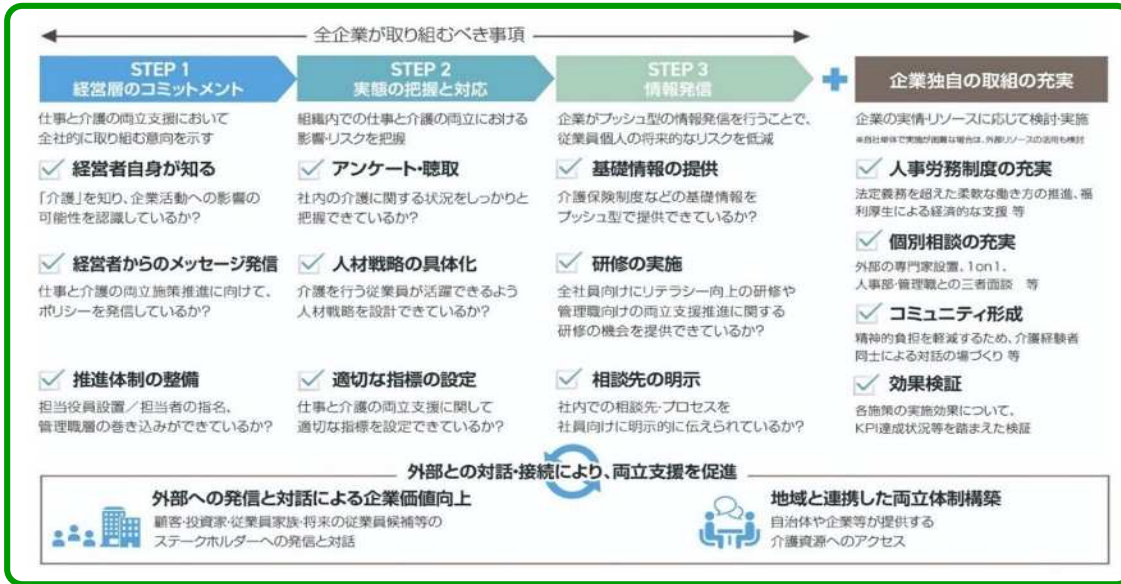 全企業が取り組むべき事項
STEP 1
経営層のコミットメント
仕事と介護の両立支援において
全社的に取り組む意向を示す
経営者自身が知る
「介護」を知り、企業活動への影響の
可能性を認識しているか?
経営者からのメッセージ発信
仕事と介護の両立施策推進に向けて、
ポリシーを発信しているか?
推進体制の整備
担当役員設置/担当者の指名、
管理職層の巻き込みができているか?
STEP 2
実態の把握と対応
組織内での仕事と介護の両立における
影響・リスクを把握
アンケート・聴取
社内の介護に関する状況をしっかりと
把握できているか?
人材戦略の具体化
介護を行う従業員が活躍できるよう
人材戦略を設計できているか?
適切な指標の設定
仕事と介護の両立支援に関して
適切な指標を設定できているか?
STEP 3
情報発信
企業がプッシュ型の情報発信を行うことで、
従業員個人の将来的なリスクを低減
基礎情報の提供
介護保険制度などの基礎情報を
プッシュ型で提供できているか?
研修の実施
全社員向けにリテラシー向上の研修や
管理職向けの両立支援推進に関する
研修の機会を提供できているか?
相談先の明示
社内での相談先・プロセスを
社員向けに明示的に伝えられているか?
企業独自の取組の充実
企業の実情・リソースに応じて検討・実施
※自社単体で実施が困難な場合は、外部リソースの活用も検討
人事労務制度の充実
法定義務を超えた柔軟な働き方の推進、福
利厚生による経済的な支援 等
個別相談の充実
外部の専門家設置、1on1、
人事部・管理職との三者面談 等
コミュニティ形成
精神的負担を軽減するため、介護経験者
同士による対話の場づくり 等
効果検証
各施策の実施効果について、
KPI達成状況等を踏まえた検証
外部との対話・接続により、両立支援を促進
外部への発信と対話による企業価値向上
顧客・投資家・従業員家族・将来の従業員候補等の
ステークホルダーへの発信と対話
地域と連携した両立体制構築
自治体や企業等が提供する
介護資源へのアクセス